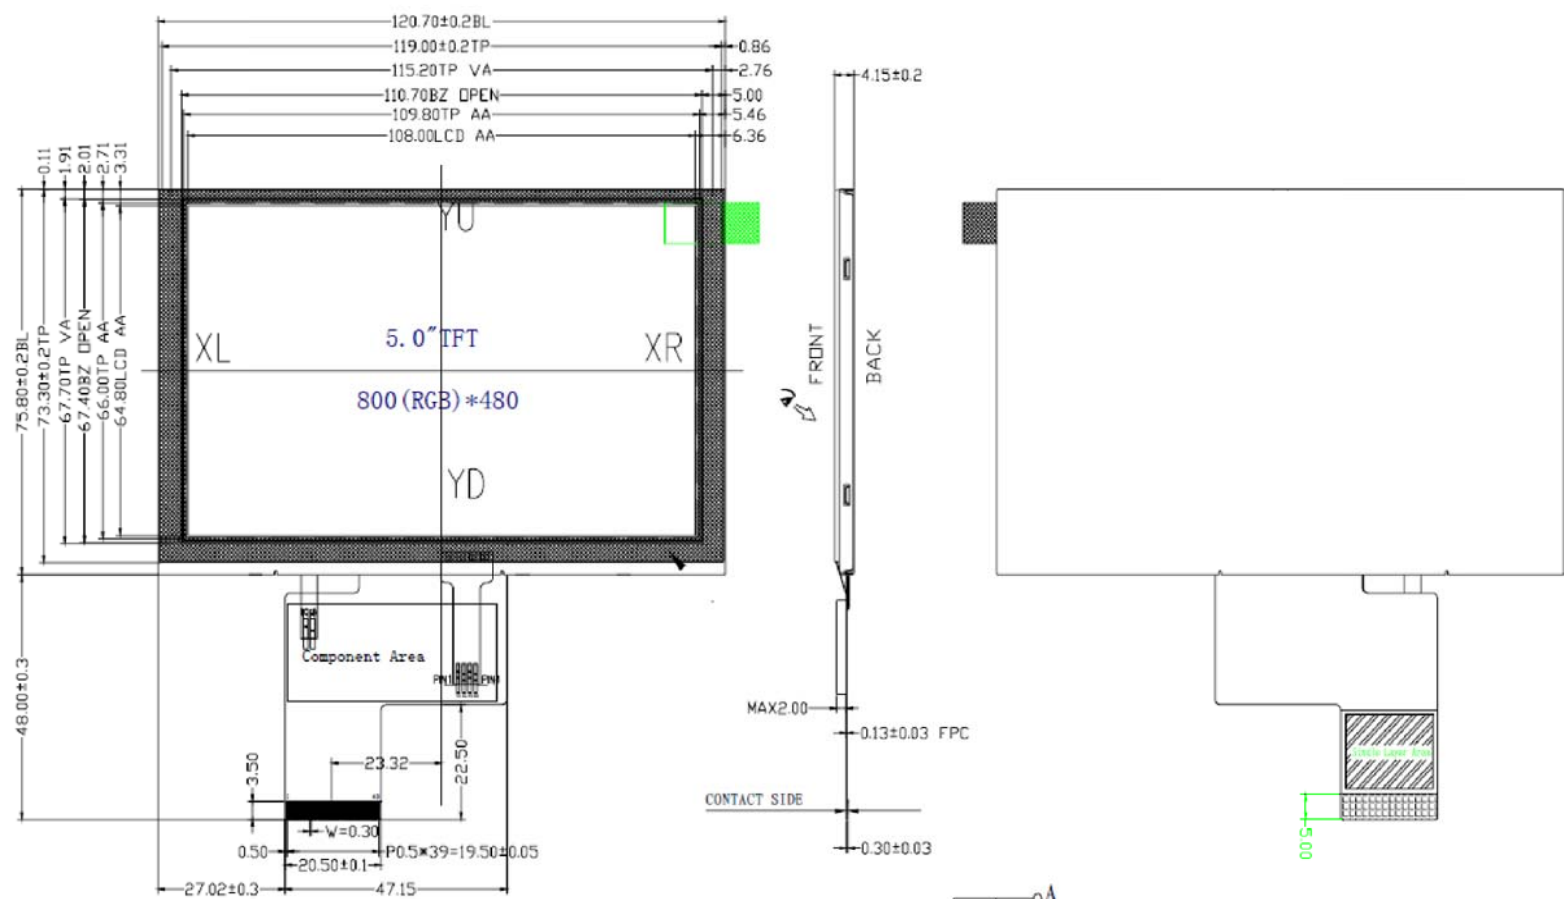 120.70±0.2BL
119.00±0.2TP
0.86
115.20TP VA
2.76
4.15±0.2
110.70BZ OPEN
5.00
109.80TP AA
5.46
108.00LCD AA
6.36
0.11
1.91
2.01
2.71
3.31
75.80±0.2BL
73.30±0.2TP
67.70TP VA
67.40BZ OPEN
66.00TP AA
64.80LCD AA
YU
XL
5.0"TFT
XR
800(RGB)*480
YD
FRONT
BACK
Component Area
PIN1
48.00±0.3
MAX2.00
0.13±0.03 FPC
3.50
23.32
22.50
CONTACT SIDE
Single Layer Area
W=0.30
0.50
P0.5*39=19.50±0.05
20.50±0.1
0.30±0.03
5.00
27.02±0.3
47.15
A